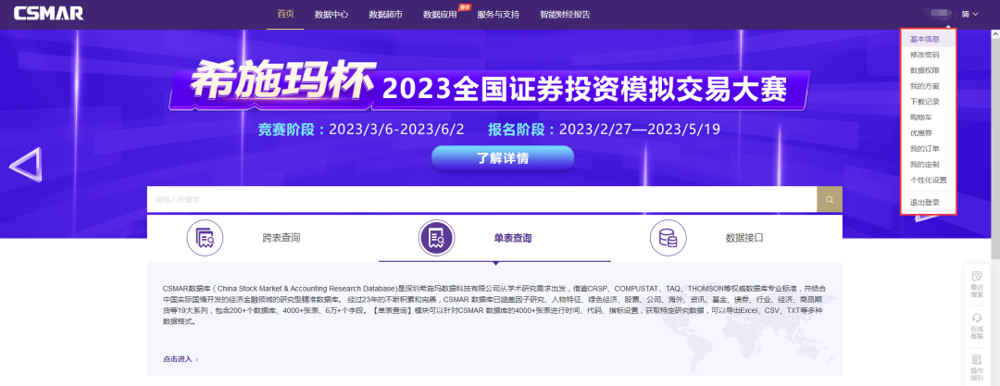 CSMAR
首页 数据中心 数据超市 数据应用 推荐 服务与支持 智能财经报告 简
基本信息
修改密码
数据权限
我的方案
下载记录
购物车
优惠券
我的订单
我的定制
个性化设置
退出登录
希施玛杯 2023全国证券投资模拟交易大赛
竞赛阶段：2023/3/6-2023/6/2 报名阶段：2023/2/27—2023/5/19
了解详情
请输入关键字
跨表查询 单表查询 数据接口
CSMAR数据库（China Stock Market & Accounting Research Database)是深圳希施玛数据科技有限公司从学术研究需求出发，借鉴CRSP、COMPUSTAT、TAQ、THOMSON等权威数据库专业标准，并结合
中国实际国情开发的经济金融领域的研究型精准数据库。 经过23年的不断积累和完善，CSMAR 数据库已涵盖因子研究、人物特征、绿色经济、股票、公司、海外、资讯、基金、债券、行业、经济、商品期
货等19大系列，包含200+个数据库、4000+张表、6万+个字段。【单表查询】模块可以针对CSMAR 数据库的4000+张表进行时间、代码、指标设置，获取特定研究数据，可以导出Excel、CSV、TXT等多种
数据格式。
点击进入 ›
最近
搜索
在线
客服
操作
指引